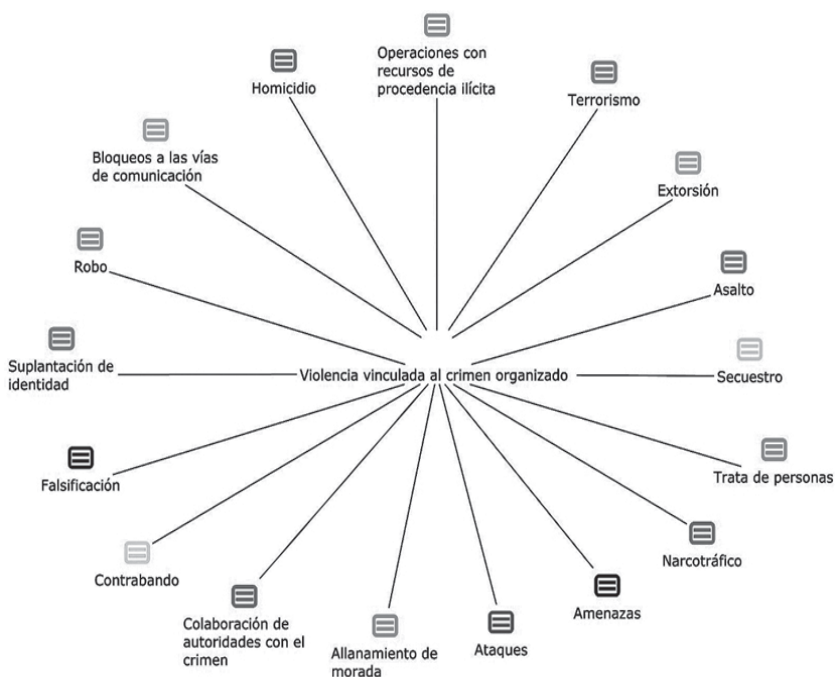 Operaciones con
recursos de
procedencia ilícita
Homicidio
Terrorismo
Bloqueos a las vías
de comunicación
Extorsión
Robo
Asalto
Suplantación de
identidad
Violencia vinculada al crimen organizado
Secuestro
Falsificación
Trata de personas
Contrabando
Narcotráfico
Colaboración de
autoridades con el
crimen
Allanamiento de
morada
Ataques
Amenazas